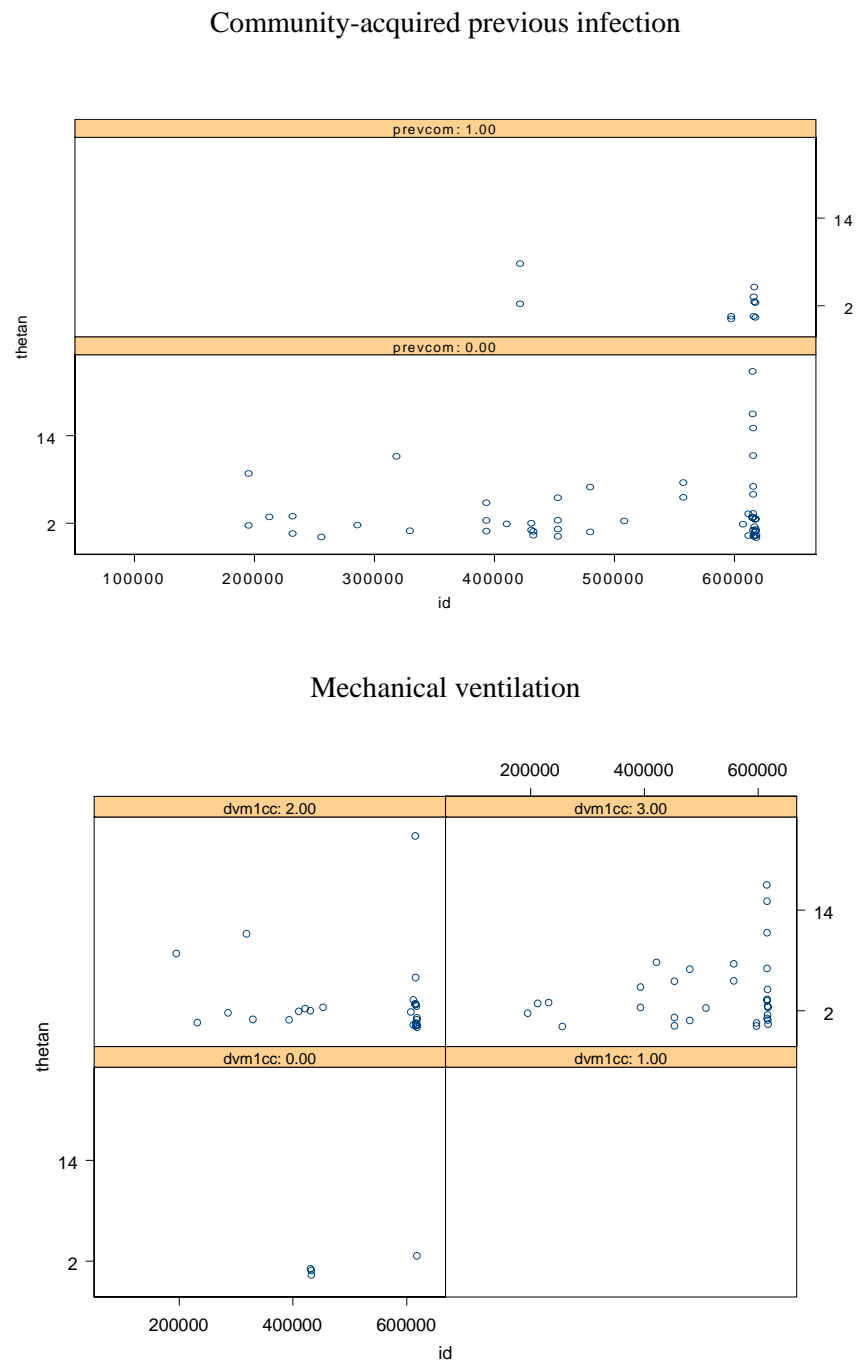 Community-acquired previous infection
prevcom: 1.00
14
2
thetan
prevcom: 0.00
14
2
100000 200000 300000 400000 500000 600000
id
Mechanical ventilation
200000 400000 600000
dvm1cc: 2.00 dvm1cc: 3.00
14
2
thetan
dvm1cc: 0.00 dvm1cc: 1.00
14
2
200000 400000 600000
id